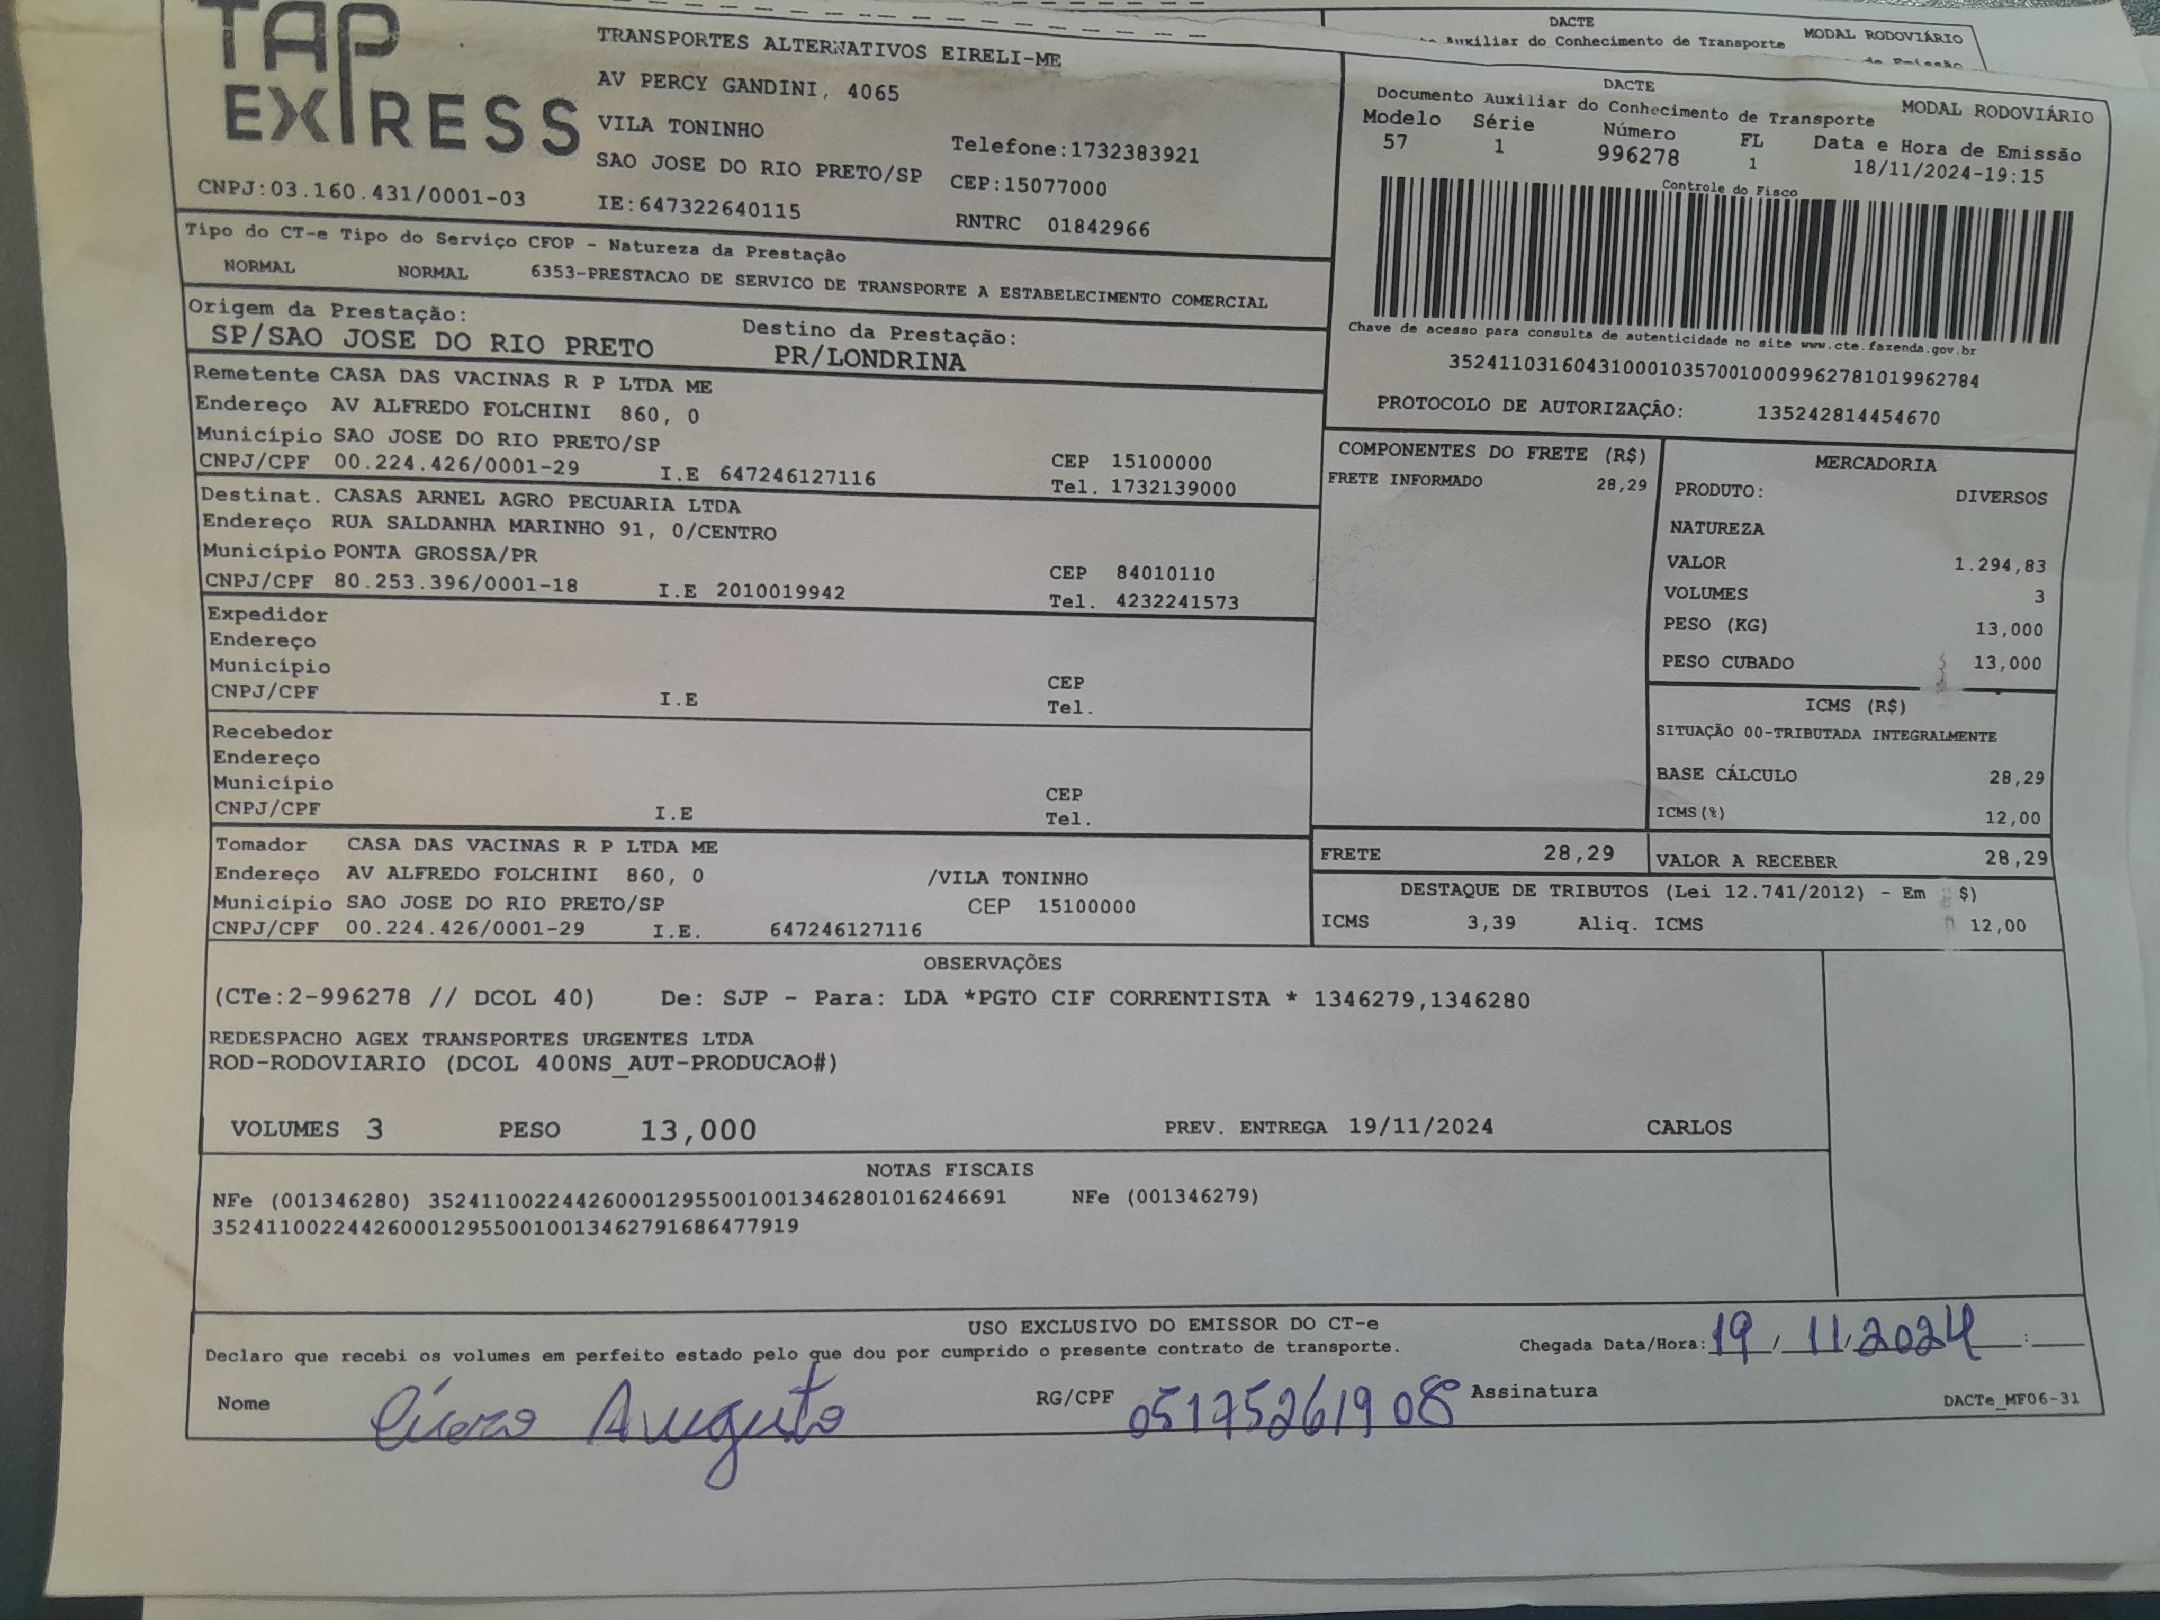 DACTE
Auxiliar do Conhecimento de Transporte
MODAL RODOVIÁRIO
TAP EXPRESS
TRANSPORTES ALTERNATIVOS EIRELI-ME
AV PERCY GANDINI, 4065
VILA TONINHO
Telefone:1732383921
SAO JOSE DO RIO PRETO/SP CEP:15077000
CNPJ:03.160.431/0001-03 IE:647322640115 RNTRC 01842966
DACTE
Documento Auxiliar do Conhecimento de Transporte MODAL RODOVIÁRIO
Modelo Série Número FL Data e Hora de Emissão
57 1 996278 1 18/11/2024-19:15
Controle do Fisco
Chave de acesso para consulta de autenticidade no site www.cte.fazenda.gov.br
35241103160431000103570010009962781019962784
PROTOCOLO DE AUTORIZAÇÃO: 135242814454670
Tipo do CT-e Tipo do Serviço CFOP - Natureza da Prestação
NORMAL NORMAL 6353-PRESTACAO DE SERVICO DE TRANSPORTE A ESTABELECIMENTO COMERCIAL
Origem da Prestação: Destino da Prestação:
SP/SAO JOSE DO RIO PRETO PR/LONDRINA
Remetente CASA DAS VACINAS R P LTDA ME
Endereço AV ALFREDO FOLCHINI 860, 0
Município SAO JOSE DO RIO PRETO/SP CEP 15100000
CNPJ/CPF 00.224.426/0001-29 I.E 647246127116 Tel. 1732139000
Destinat. CASAS ARNEL AGRO PECUARIA LTDA
Endereço RUA SALDANHA MARINHO 91, 0/CENTRO
Município PONTA GROSSA/PR CEP 84010110
CNPJ/CPF 80.253.396/0001-18 I.E 2010019942 Tel. 4232241573
Expedidor
Endereço
Município CEP
CNPJ/CPF I.E Tel.
Recebedor
Endereço
Município CEP
CNPJ/CPF I.E Tel.
Tomador CASA DAS VACINAS R P LTDA ME
Endereço AV ALFREDO FOLCHINI 860, 0 /VILA TONINHO
Município SAO JOSE DO RIO PRETO/SP CEP 15100000
CNPJ/CPF 00.224.426/0001-29 I.E. 647246127116
COMPONENTES DO FRETE (R$)
FRETE INFORMADO 28,29
MERCADORIA
PRODUTO: DIVERSOS
NATUREZA
VALOR 1.294,83
VOLUMES 3
PESO (KG) 13,000
PESO CUBADO 13,000
ICMS (R$)
SITUAÇÃO 00-TRIBUTADA INTEGRALMENTE
BASE CÁLCULO 28,29
ICMS(%) 12,00
FRETE 28,29 VALOR A RECEBER 28,29
DESTAQUE DE TRIBUTOS (Lei 12.741/2012) - Em $)
ICMS 3,39 Aliq. ICMS 12,00
OBSERVAÇÕES
(CTe:2-996278 // DCOL 40) De: SJP - Para: LDA *PGTO CIF CORRENTISTA * 1346279,1346280
REDESPACHO AGEX TRANSPORTES URGENTES LTDA
ROD-RODOVIARIO (DCOL 400NS_AUT-PRODUCAO#)
VOLUMES 3 PESO 13,000 PREV. ENTREGA 19/11/2024 CARLOS
NOTAS FISCAIS
NFe (001346280) 35241100224426000129550010013462801016246691 NFe (001346279)
35241100224426000129550010013462791686477919
USO EXCLUSIVO DO EMISSOR DO CT-e
Declaro que recebi os volumes em perfeito estado pelo que dou por cumprido o presente contrato de transporte. Chegada Data/Hora: 19/11/2024 :
Nome Augusto RG/CPF 05175261908 Assinatura DACTe_MF06-31